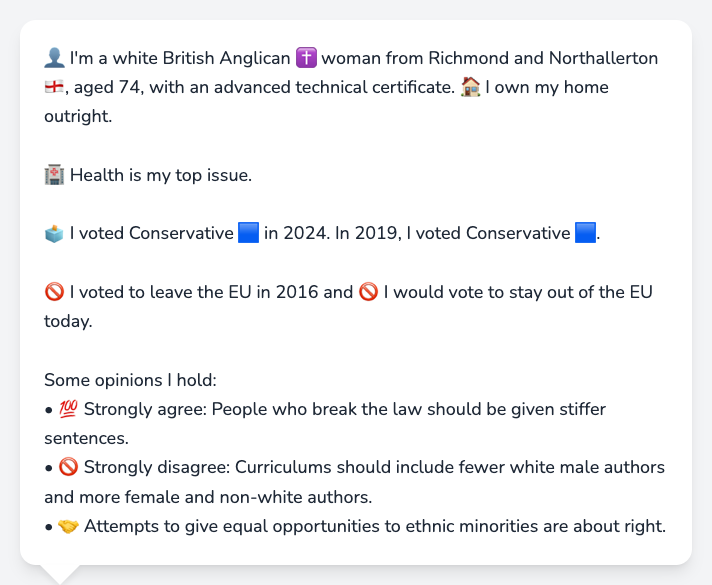 👤 I'm a white British Anglican ✝️ woman from Richmond and Northallerton
🏴󠁧󠁢󠁥󠁮󠁧󠁿, aged 74, with an advanced technical certificate. 🏠 I own my home
outright.
🏥 Health is my top issue.
🗳️ I voted Conservative 🟦 in 2024. In 2019, I voted Conservative 🟦.
🚫 I voted to leave the EU in 2016 and 🚫 I would vote to stay out of the EU
today.
Some opinions I hold:
• 💯 Strongly agree: People who break the law should be given stiffer
sentences.
• 🚫 Strongly disagree: Curriculums should include fewer white male authors
and more female and non-white authors.
• 🤝 Attempts to give equal opportunities to ethnic minorities are about right.